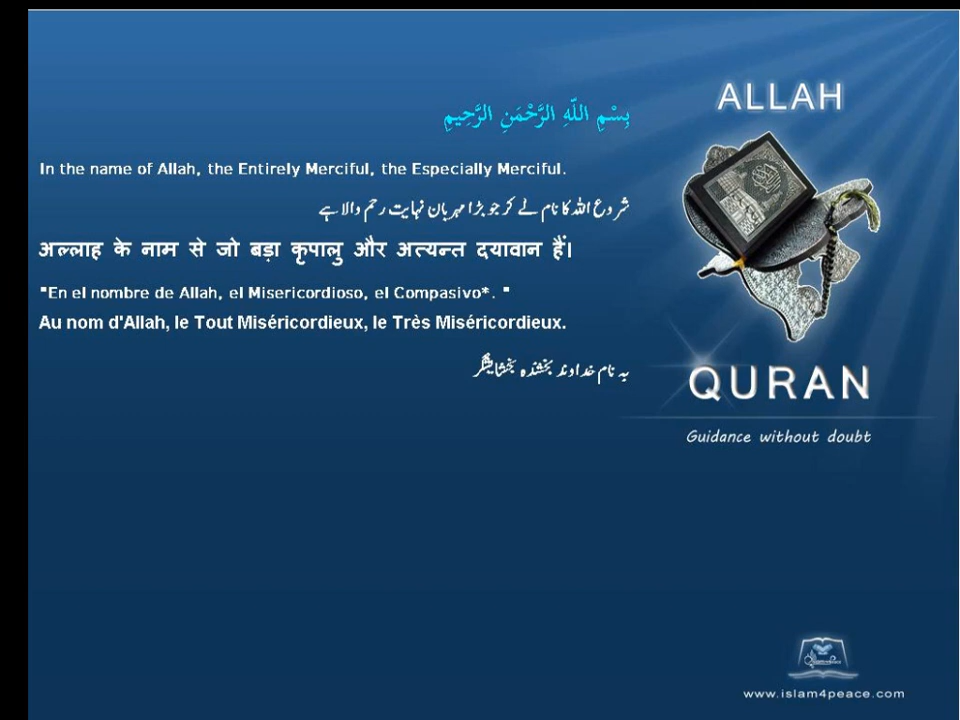 بِسْمِ اللّهِ الرَّحْمَنِ الرَّحِيمِ
In the name of Allah, the Entirely Merciful, the Especially Merciful.
شروع اللہ کا نام لے کر جو بڑا مہربان نہایت رحم والا ہے
अल्लाह के नाम से जो बड़ा कृपालु और अत्यन्त दयावान हैं।
"En el nombre de Allah, el Misericordioso, el Compasivo*. "
Au nom d'Allah, le Tout Miséricordieux, le Très Miséricordieux.
به نام خداوند بخشنده بخشایشگر
ALLAH
QURAN
Guidance without doubt
www.islam4peace.com